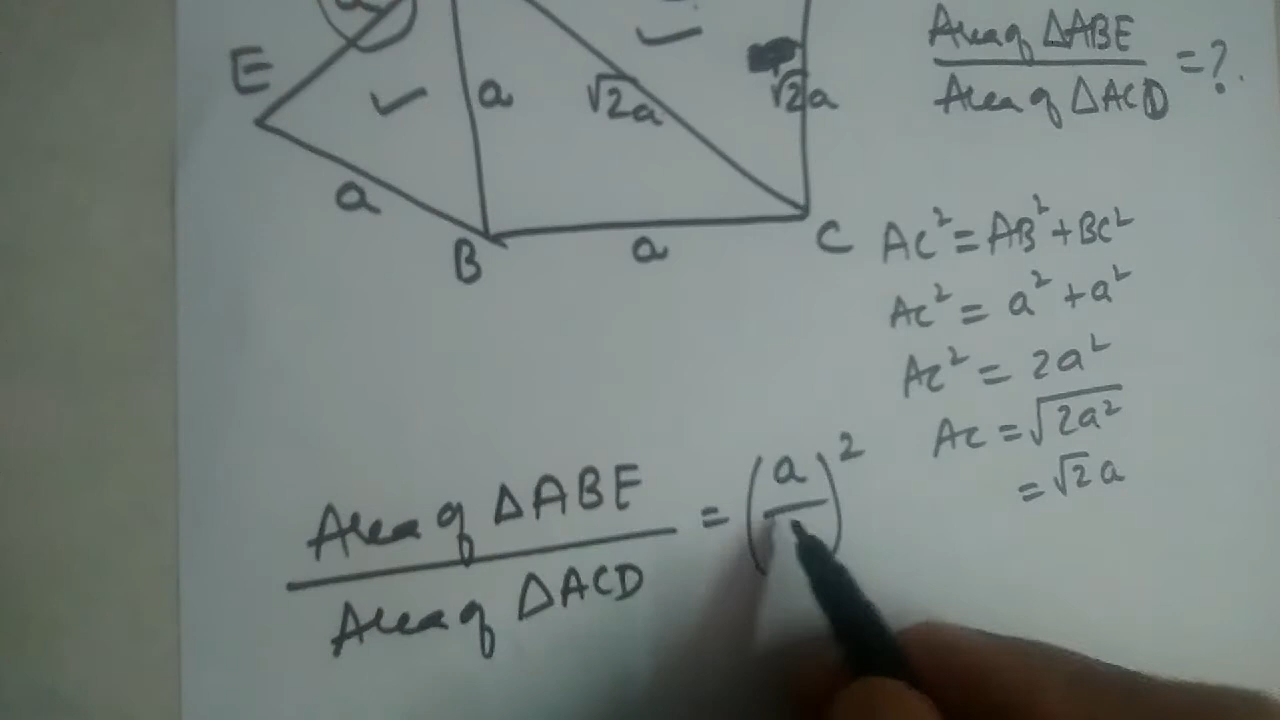 a
E
a
√2a
√2a
a
B
a
C
Area of ΔABE
Area of ΔACD
= ?
AC² = AB² + BC²
AC² = a² + a²
AC² = 2a²
AC = √2a²
= √2 a
Area of ΔABE
Area of ΔACD
= (a/ )²